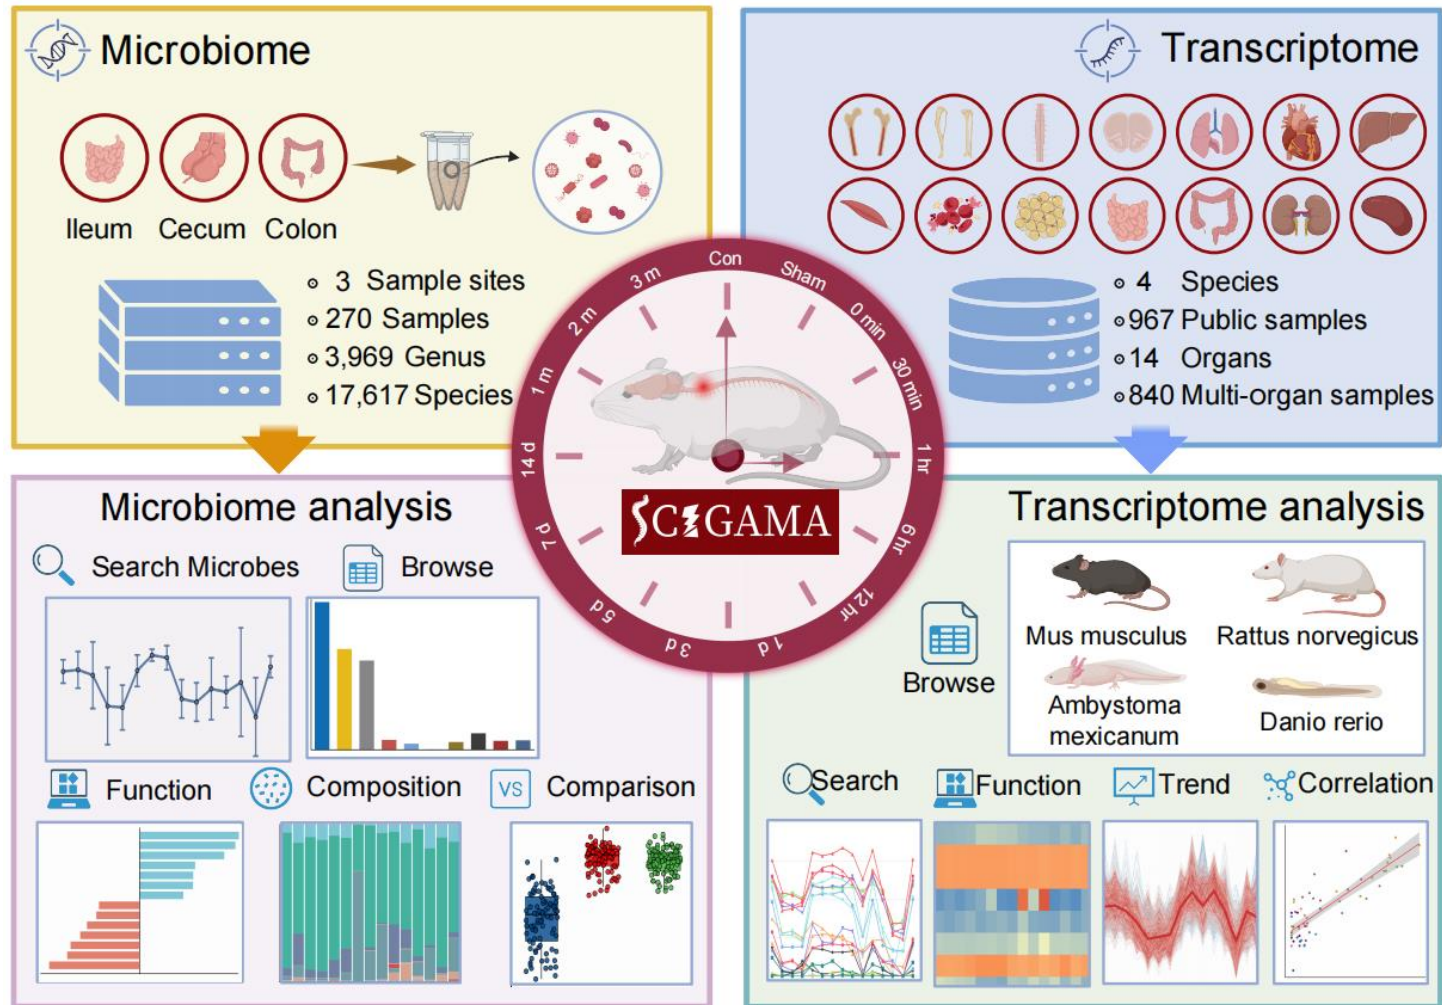 Microbiome
Ileum Cecum Colon
3 Sample sites
270 Samples
3,969 Genus
17,617 Species
Transcriptome
4 Species
967 Public samples
14 Organs
840 Multi-organ samples
Con
Sham
0 min
30 min
1 hr
6 hr
12 hr
1 d
3 d
5 d
7 d
14 d
1 m
2 m
3 m
SCIGAMA
Microbiome analysis
Search Microbes Browse
Function Composition VS Comparison
Transcriptome analysis
Browse
Mus musculus Rattus norvegicus
Ambystoma
mexicanum
Danio rerio
Search Function Trend Correlation